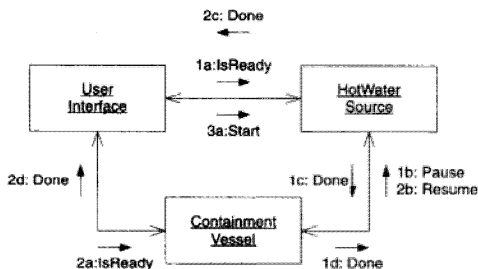 2c: Done
1a:IsReady
User
Interface
HotWater
Source
3a:Start
2d: Done
1c: Done
1b: Pause
2b: Resume
Containment
Vessel
2a:IsReady
1d: Done